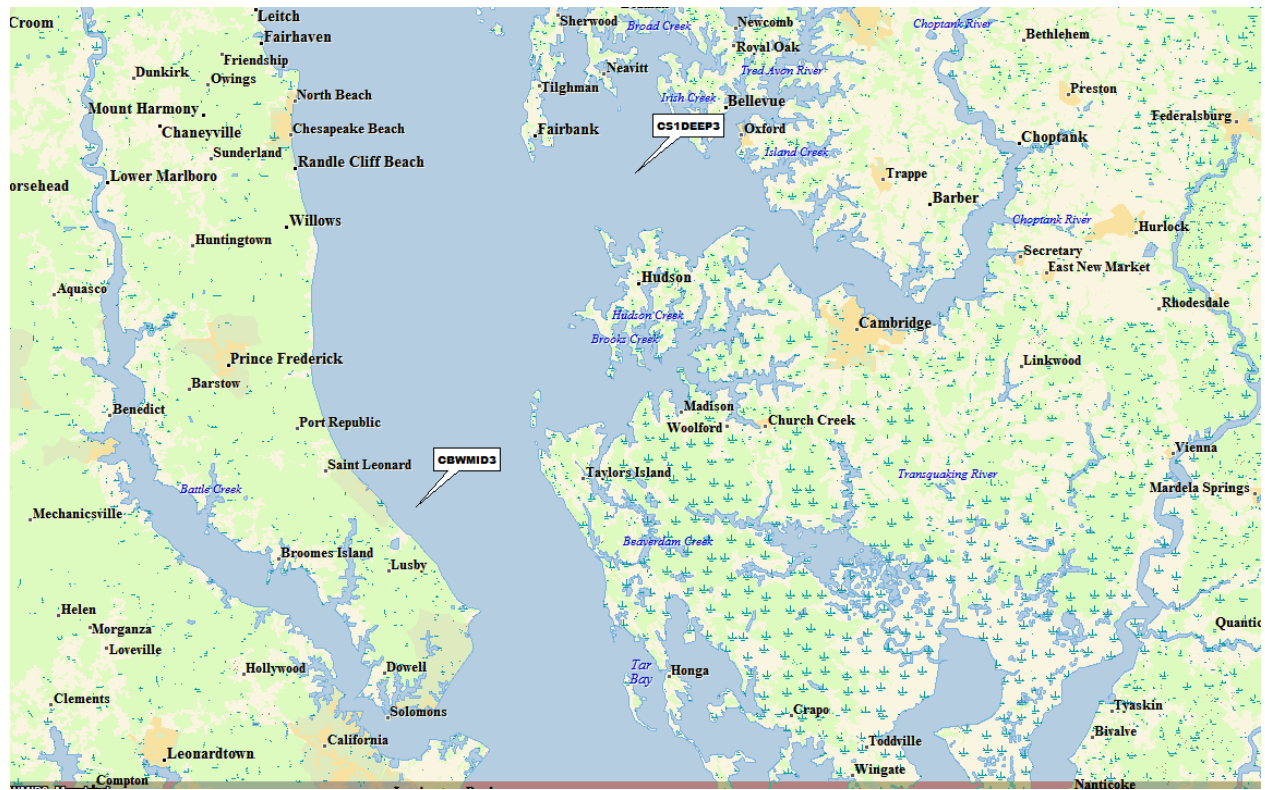 Croom
Leitch
Fairhaven
Friendship
Dunkirk
Owings
North Beach
Mount Harmony
Chesapeake Beach
Chaneyville
Sunderland
Randle Cliff Beach
orsehead
Lower Marlboro
Willows
Huntingtown
Aquasco
Prince Frederick
Barstow
Benedict
Port Republic
Saint Leonard
Battle Creek
Mechanicsville
Broomes Island
Lusby
Helen
Morganza
Loveville
Hollywood
Dowell
Clements
Solomons
California
Leonardtown
Compton
CBWMID3
Sherwood
Broad Creek
Newcomb
Choptank River
Bethlehem
Royal Oak
Neavitt
Tred Avon River
Tilghman
Irish Creek
Bellevue
Preston
Fairbank
CS1DEEP3
Oxford
Federalsburg
Choptank
Island Creek
Trappe
Barber
Choptank River
Hurlock
Secretary
East New Market
Hudson
Rhodesdale
Hudson Creek
Cambridge
Brooks Creek
Linkwood
Madison
Woolford
Church Creek
Vienna
Taylors Island
Transquaking River
Mardela Springs
Beaverdam Creek
Quantic
Tar
Bay
Honga
Crapo
Tyaskin
Bivalve
Toddville
Wingate
Nanticoke